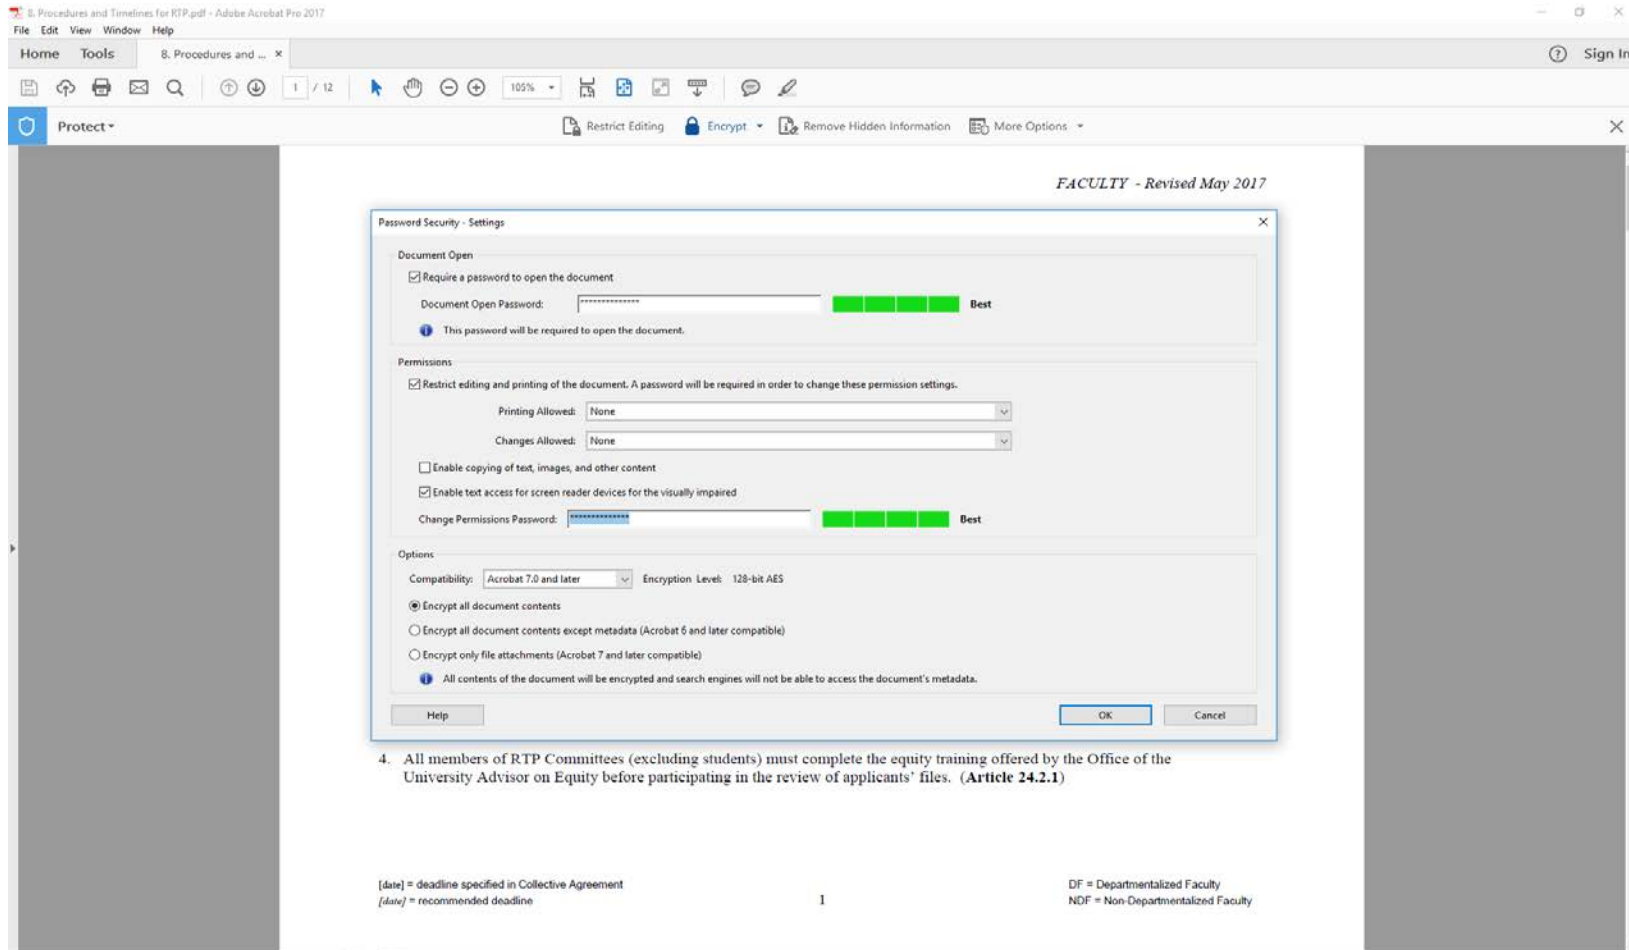 8. Procedures and Timelines for RTP.pdf - Adobe Acrobat Pro 2017
File Edit View Window Help
Home Tools 8. Procedures and ... × Sign In
1 / 12 105%
Protect Restrict Editing Encrypt Remove Hidden Information More Options
FACULTY - Revised May 2017
Password Security - Settings
Document Open
Require a password to open the document
Document Open Password: ************** Best
This password will be required to open the document.
Permissions
Restrict editing and printing of the document. A password will be required in order to change these permission settings.
Printing Allowed: None
Changes Allowed: None
Enable copying of text, images, and other content
Enable text access for screen reader devices for the visually impaired
Change Permissions Password: ************** Best
Options
Compatibility: Acrobat 7.0 and later Encryption Level: 128-bit AES
Encrypt all document contents
Encrypt all document contents except metadata (Acrobat 6 and later compatible)
Encrypt only file attachments (Acrobat 7 and later compatible)
All contents of the document will be encrypted and search engines will not be able to access the document's metadata.
Help OK Cancel
4. All members of RTP Committees (excluding students) must complete the equity training offered by the Office of the
University Advisor on Equity before participating in the review of applicants' files. (Article 24.2.1)
[date] = deadline specified in Collective Agreement DF = Departmentalized Faculty
[date] = recommended deadline 1 NDF = Non-Departmentalized Faculty